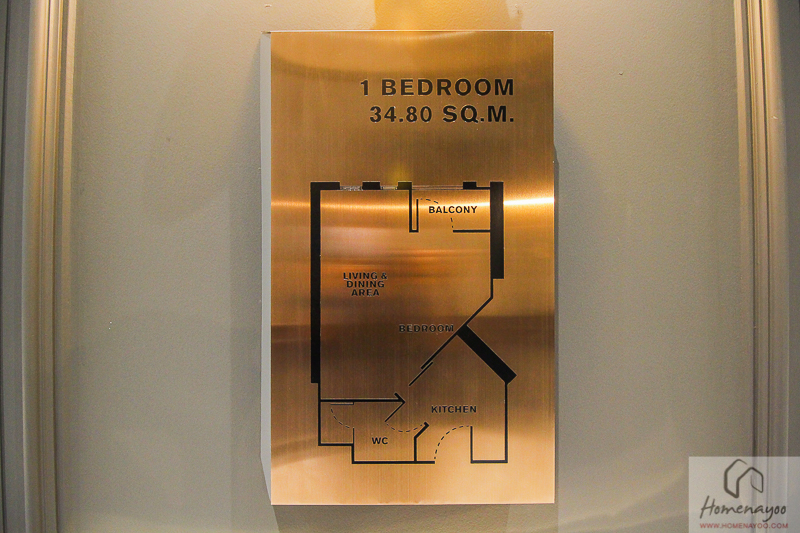 1 BEDROOM
34.80 SQ.M.
BALCONY
LIVING &
DINING
AREA
BEDROOM
KITCHEN
WC
Homenayoo
WWW.HOMENAYOO.COM